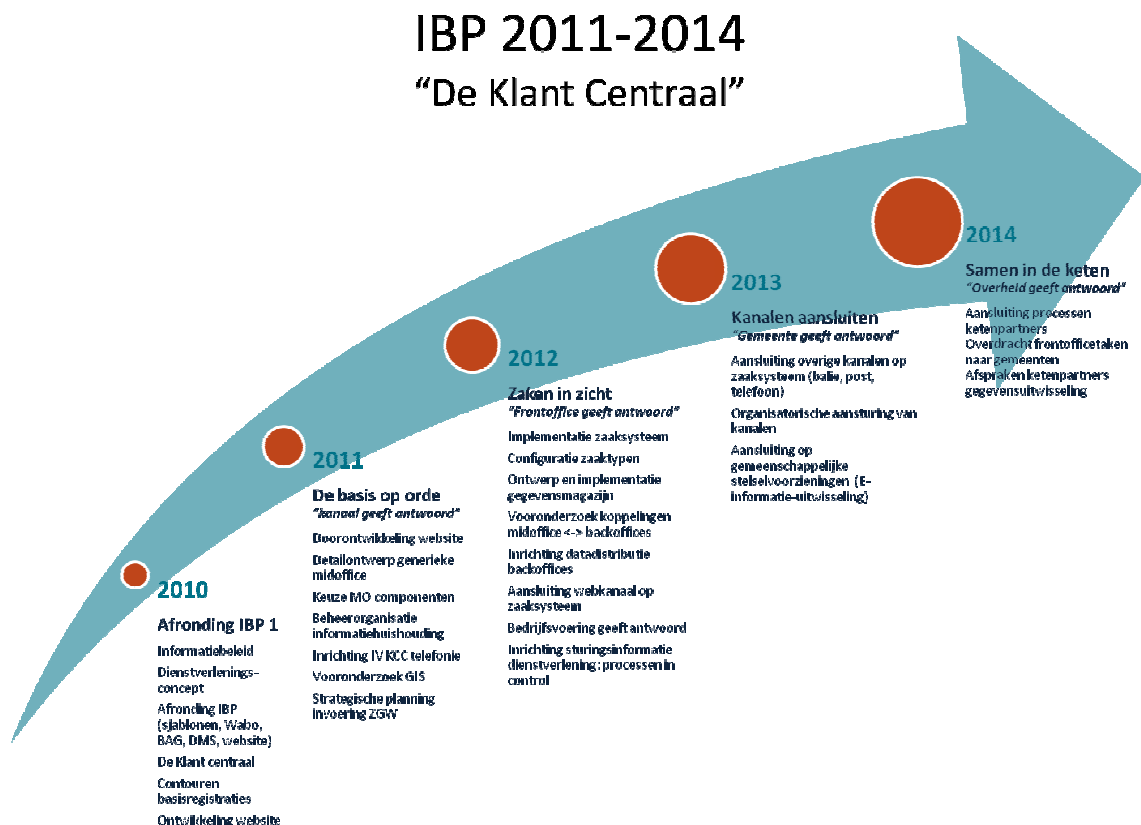 IBP 2011-2014
“De Klant Centraal”
2010
Afronding IBP 1
Informatiebeleid
Dienstverlenings-
concept
Afronding IBP
(sjablonen, Wabo,
BAG, DMS, website)
De Klant centraal
Contouren
basisregistraties
Ontwikkeling website
2011
De basis op orde
“kanaal geeft antwoord”
Doorontwikkeling website
Detailontwerp generieke
midoffice
Keuze MO componenten
Beheerorganisatie
informatiehuishouding
Inrichting IV KCC telefonie
Vooronderzoek GIS
Strategische planning
invoering ZGW
2012
Zaken in zicht
“Frontoffice geeft antwoord”
Implementatie zaaksysteem
Configuratie zaaktypen
Ontwerp en implementatie
gegevensmagazijn
Vooronderzoek koppelingen
midoffice <-> backoffices
Inrichting datadistributie
backoffices
Aansluiting webkanaal op
zaaksysteem
Bedrijfsvoering geeft antwoord
Inrichting sturingsinformatie
dienstverlening: processen in
control
2013
Kanalen aansluiten
“Gemeente geeft antwoord”
Aansluiting overige kanalen op
zaaksysteem (balie, post,
telefoon)
Organisatorische aansturing van
kanalen
Aansluiting op
gemeenschappelijke
stelselvoorzieningen (E-
informatie-uitwisseling)
2014
Samen in de keten
“Overheid geeft antwoord”
Aansluiting processen
ketenpartners
Overdracht frontofficetaken
naar gemeenten
Afspraken ketenpartners
gegevensuitwisseling